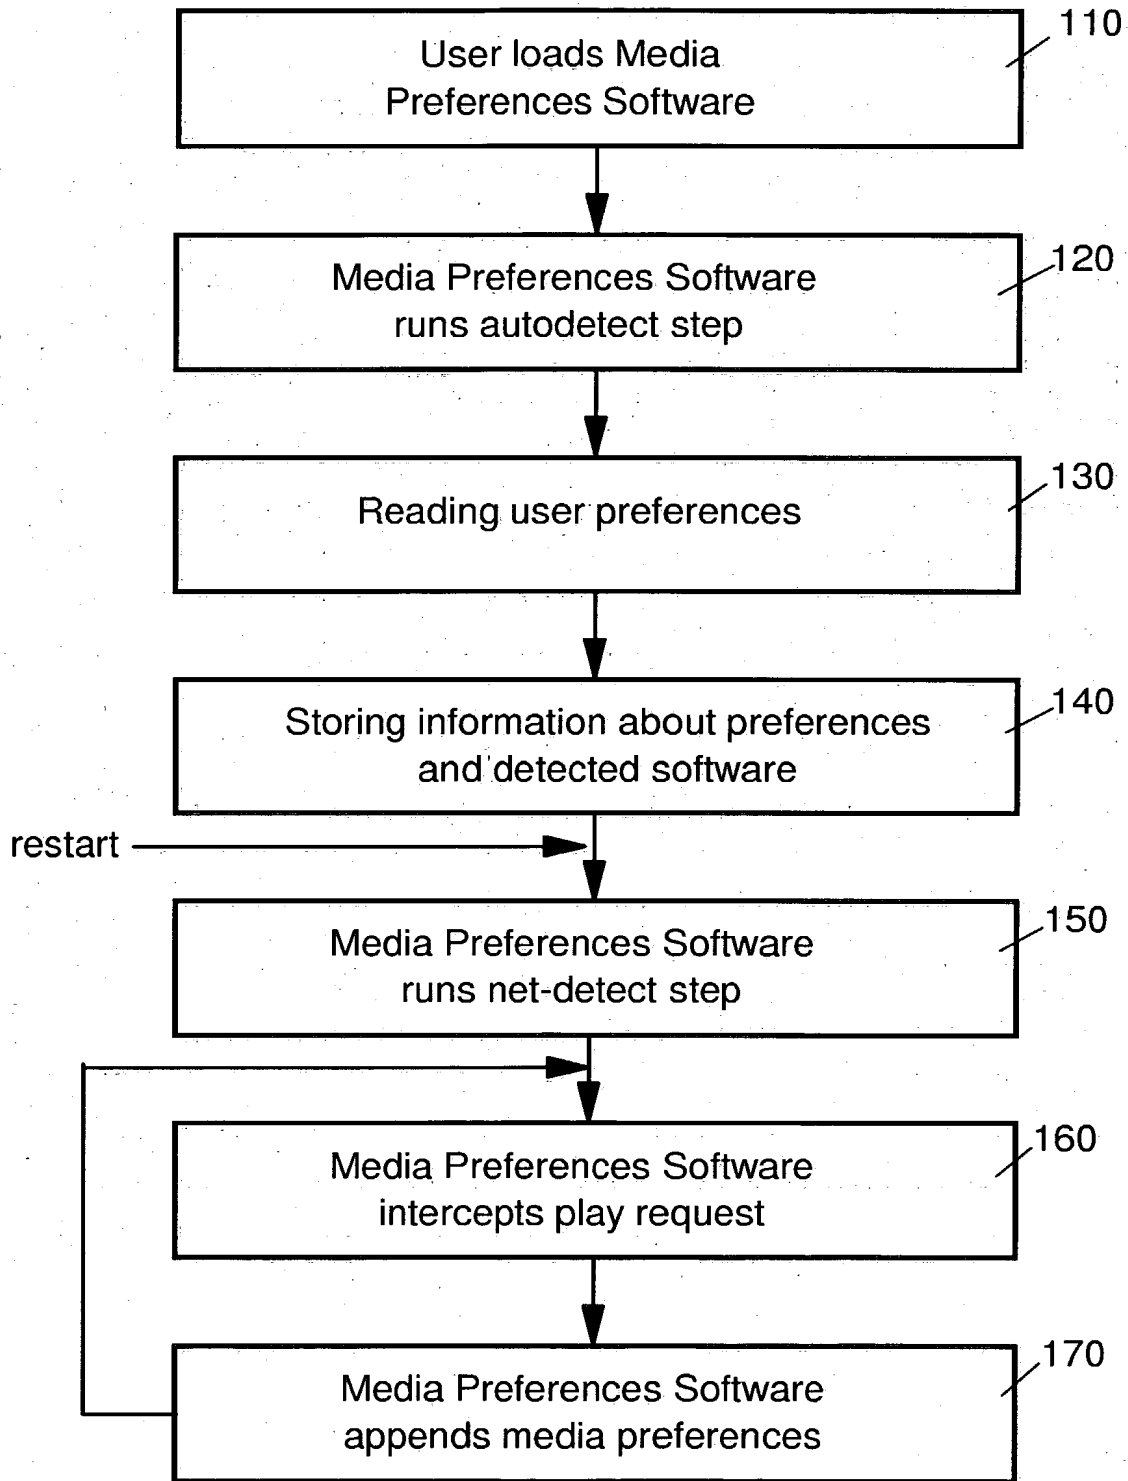 110
User loads Media
Preferences Software
120
Media Preferences Software
runs autodetect step
130
Reading user preferences
140
Storing information about preferences
and detected software
restart
150
Media Preferences Software
runs net-detect step
160
Media Preferences Software
intercepts play request
170
Media Preferences Software
appends media preferences